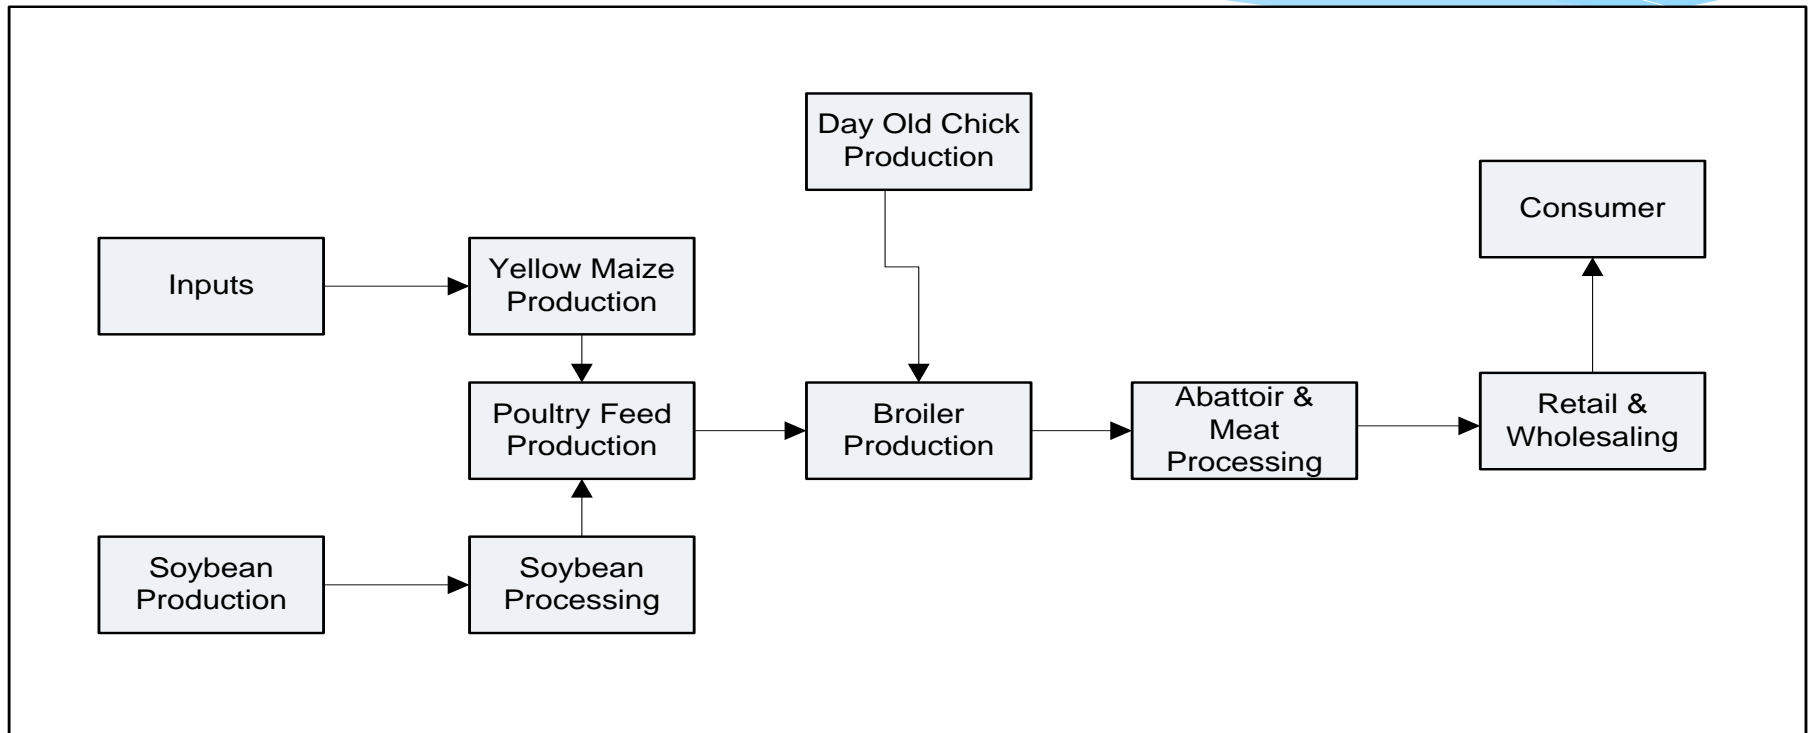 Day Old Chick
Production
Consumer
Inputs
Yellow Maize
Production
Poultry Feed
Production
Broiler
Production
Abattoir &
Meat
Processing
Retail &
Wholesaling
Soybean
Production
Soybean
Processing